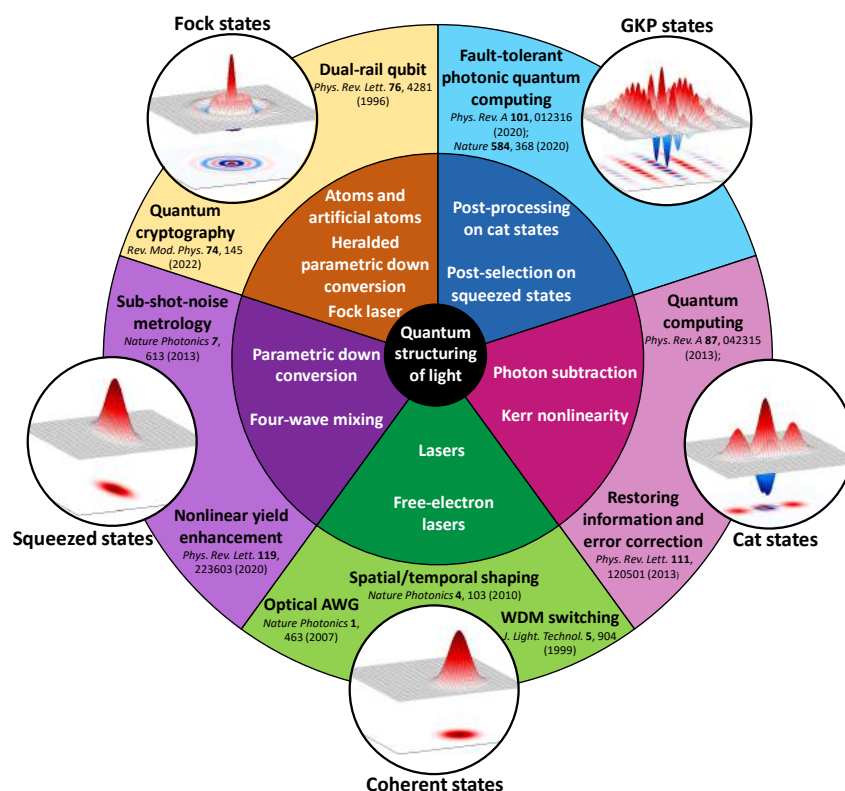 Fock states
GKP states
Dual-rail qubit
Phys. Rev. Lett. 76, 4281
(1996)
Quantum
cryptography
Rev. Mod. Phys. 74, 145
(2022)
Fault-tolerant
photonic quantum
computing
Phys. Rev. A 101, 012316
(2020);
Nature 584, 368 (2020)
Atoms and
artificial atoms
Heralded
parametric down
conversion
Fock laser
Post-processing
on cat states
Post-selection on
squeezed states
Sub-shot-noise
metrology
Nature Photonics 7,
613 (2013)
Quantum
computing
Phys. Rev. A 87, 042315
(2013);
Quantum
structuring
of light
Parametric down
conversion
Four-wave mixing
Photon subtraction
Kerr nonlinearity
Lasers
Free-electron
lasers
Squeezed states
Nonlinear yield
enhancement
Phys. Rev. Lett. 119,
223603 (2020)
Restoring
information and
error correction
Phys. Rev. Lett. 111,
120501 (2013)
Cat states
Spatial/temporal shaping
Nature Photonics 4, 103 (2010)
Optical AWG
Nature Photonics 1,
463 (2007)
WDM switching
J. Light. Technol. 5, 904
(1999)
Coherent states